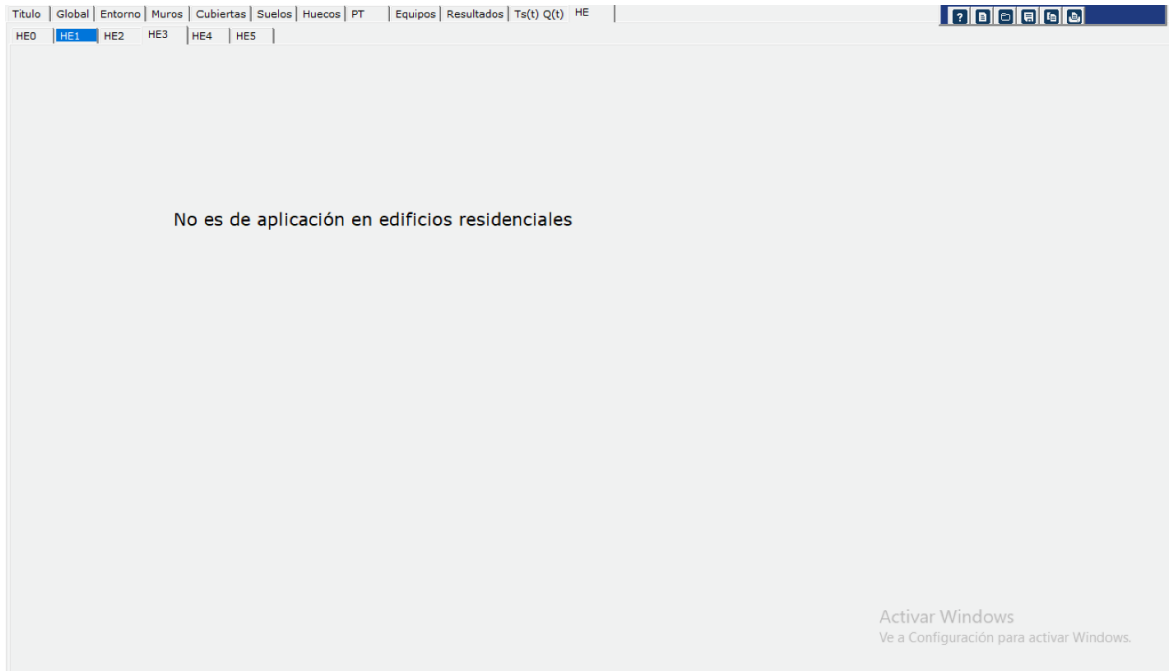 Titulo Global Entorno Muros Cubiertas Suelos Huecos PT Equipos Resultados Ts(t) Q(t) HE
?
HE0 HE1 HE2 HE3 HE4 HE5
No es de aplicación en edificios residenciales
Activar Windows
Ve a Configuración para activar Windows.